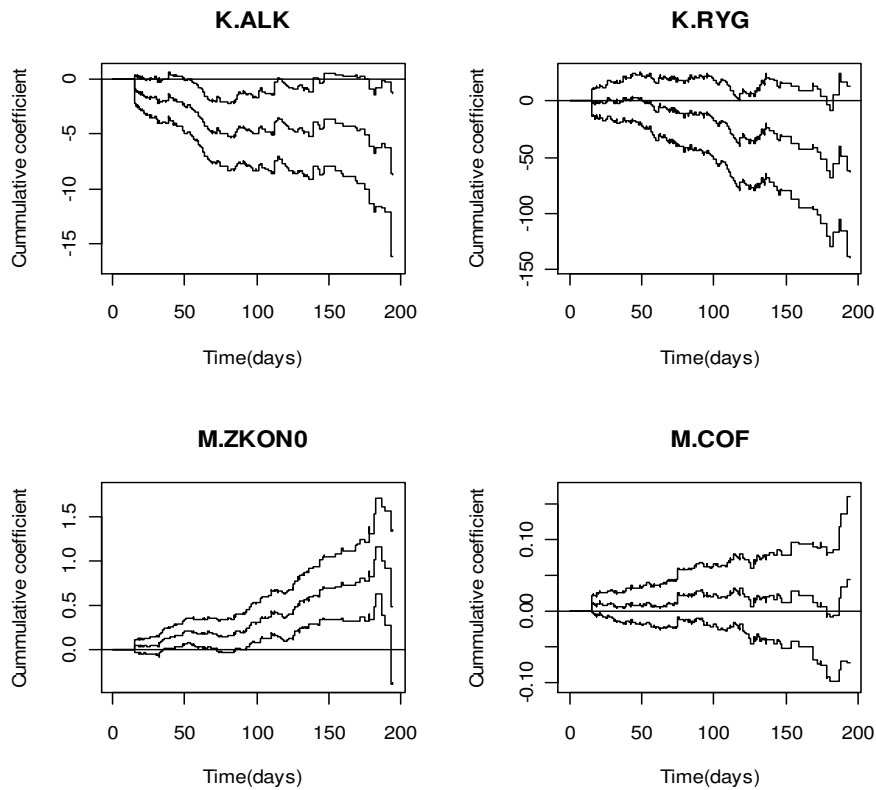 K.ALK
Cummulative coefficient
0
-5
-10
-15
0 50 100 150 200
Time(days)
K.RYG
Cummulative coefficient
0
-50
-100
-150
0 50 100 150 200
Time(days)
M.ZKON0
Cummulative coefficient
1.5
1.0
0.5
0.0
0 50 100 150 200
Time(days)
M.COF
Cummulative coefficient
0.10
0.00
-0.10
0 50 100 150 200
Time(days)